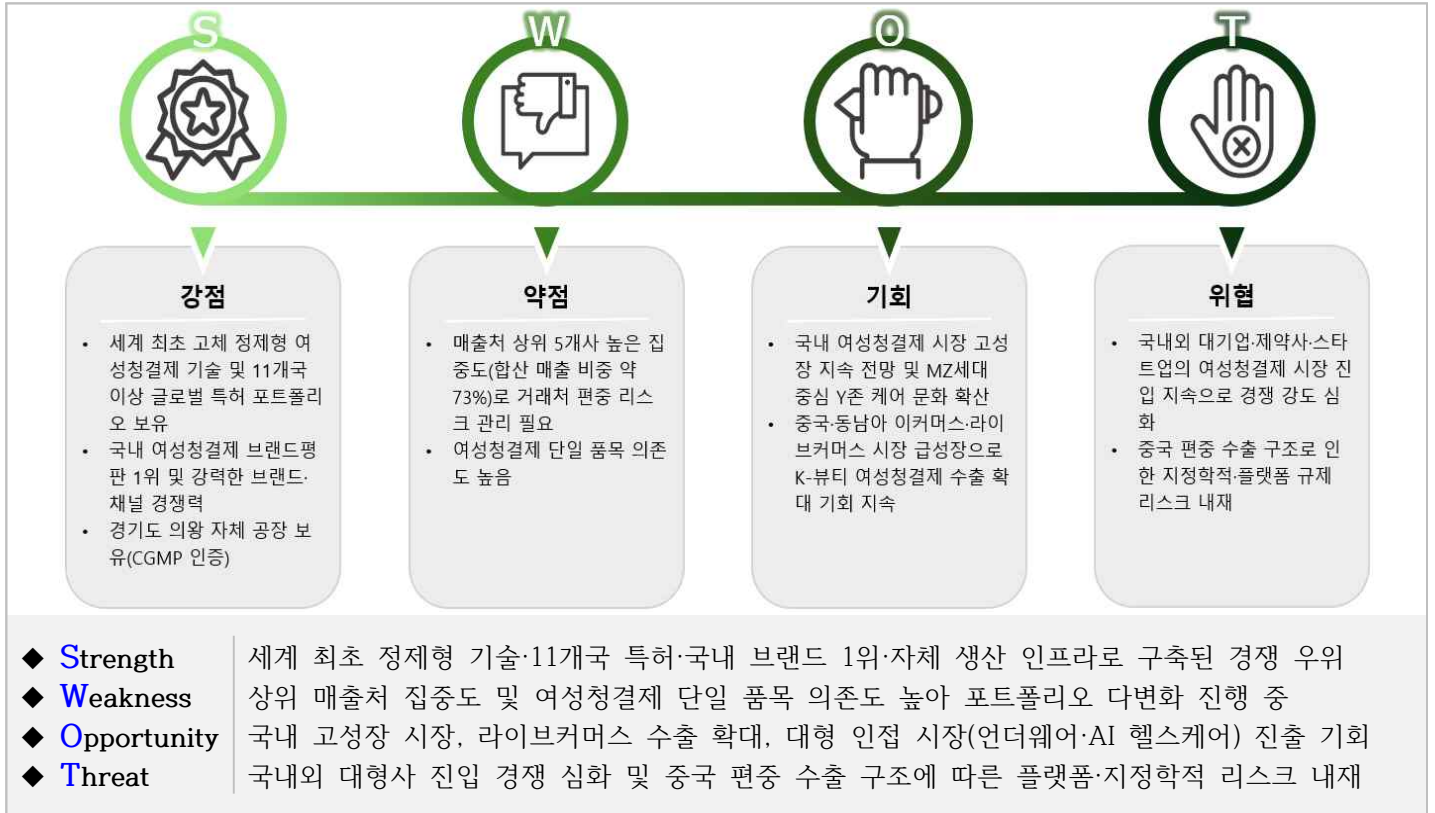 S
W
O
T
강점
• 세계 최초 고체 정제형 여
성청결제 기술 및 11개국
이상 글로벌 특허 포트폴리
오 보유
• 국내 여성청결제 브랜드평
판 1위 및 강력한 브랜드·
채널 경쟁력
• 경기도 의왕 자체 공장 보
유(CGMP 인증)
약점
• 매출처 상위 5개사 높은 집
중도(합산 매출 비중 약
73%)로 거래처 편중 리스
크 관리 필요
• 여성청결제 단일 품목 의존
도 높음
기회
• 국내 여성청결제 시장 고성
장 지속 전망 및 MZ세대
중심 Y존 케어 문화 확산
• 중국·동남아 이커머스·라이
브커머스 시장 급성장으로
K-뷰티 여성청결제 수출 확
대 기회 지속
위협
• 국내외 대기업·제약사·스타
트업의 여성청결제 시장 진
입 지속으로 경쟁 강도 심
화
• 중국 편중 수출 구조로 인
한 지정학적·플랫폼 규제
리스크 내재
◆ Strength 세계 최초 정제형 기술·11개국 특허·국내 브랜드 1위·자체 생산 인프라로 구축된 경쟁 우위
◆ Weakness 상위 매출처 집중도 및 여성청결제 단일 품목 의존도 높아 포트폴리오 다변화 진행 중
◆ Opportunity 국내 고성장 시장, 라이브커머스 수출 확대, 대형 인접 시장(언더웨어·AI 헬스케어) 진출 기회
◆ Threat 국내외 대형사 진입 경쟁 심화 및 중국 편중 수출 구조에 따른 플랫폼·지정학적 리스크 내재